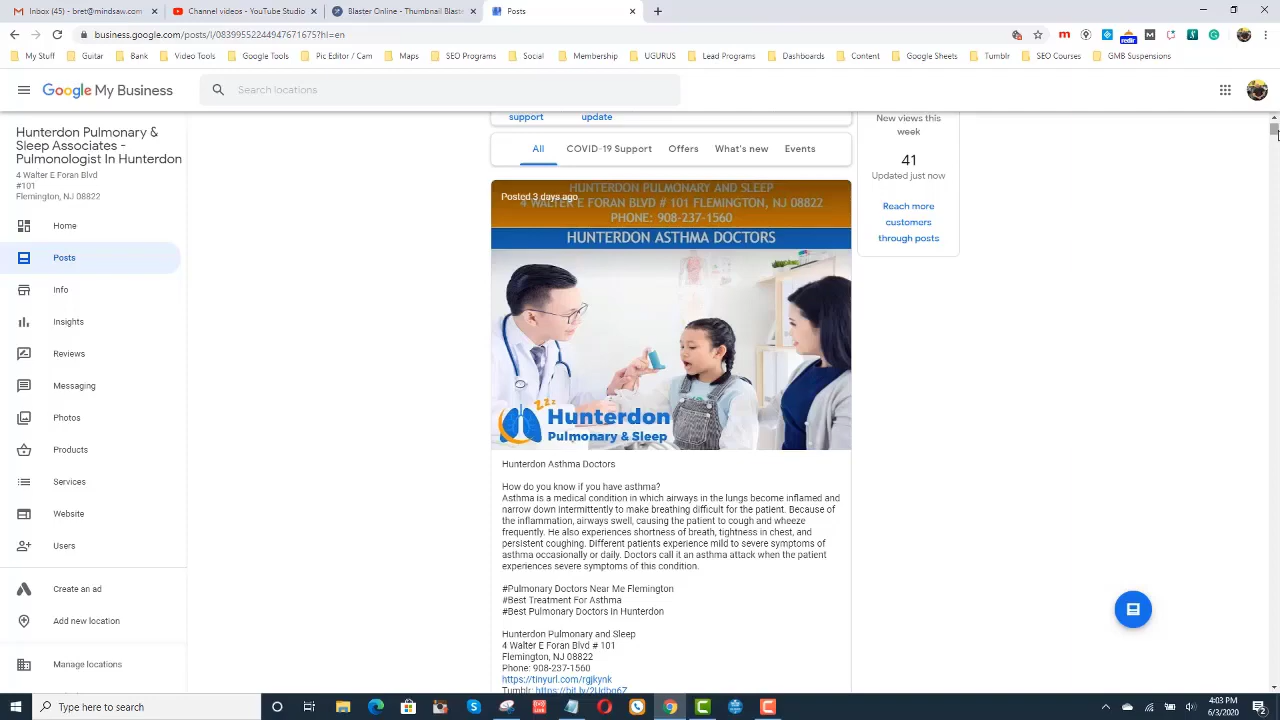 Inbox (45) - bret@mindsaw.com
Channel videos - YouTube Studio
Blaster Online - Thumbnail Blast
Posts
business.google.com/posts/l/08399552244947671675?hl=en
My Stuff
Guitar
Bank
Video Tools
Google Tools
Pic Editor/Cam
Maps
SEO Programs
Social
Membership
UGURUS
Lead Programs
Dashboards
Content
Google Sheets
Tumblr
SEO Courses
GMB Suspensions
Google My Business
Search locations
Hunterdon Pulmonary &
Sleep Associates -
Pulmonologist In Hunterdon
4 Walter E Foran Blvd
#101
Flemington, NJ 08822
Home
Posts
Info
Insights
Reviews
Messaging
Photos
Products
Services
Website
Users
Create an ad
Add new location
Manage locations
support
update
All
COVID-19 Support
Offers
What's new
Events
Posted 3 days ago
HUNTERDON PULMONARY AND SLEEP
4 WALTER E FORAN BLVD # 101 FLEMINGTON, NJ 08822
PHONE: 908-237-1560
HUNTERDON ASTHMA DOCTORS
Hunterdon
Pulmonary & Sleep
Hunterdon Asthma Doctors
How do you know if you have asthma?
Asthma is a medical condition in which airways in the lungs become inflamed and
narrow down intermittently to make breathing difficult for the patient. Because of
the inflammation, airways swell, causing the patient to cough and wheeze
frequently. He also experiences shortness of breath, tightness in chest, and
persistent coughing. Different patients experience mild to severe symptoms of
asthma occasionally or daily. Doctors call it an asthma attack when the patient
experiences severe symptoms of this condition.
#Pulmonary Doctors Near Me Flemington
#Best Treatment For Asthma
#Best Pulmonary Doctors in Hunterdon
Hunterdon Pulmonary and Sleep
4 Walter E Foran Blvd # 101
Flemington, NJ 08822
Phone: 908-237-1560
https://tinyurl.com/rgjkynk
Tumblr: https://bit.ly/2Udbg6Z
New views this
week
41
Updated just now
Reach more
customers
through posts
Type here to search
4:03 PM
6/3/2020